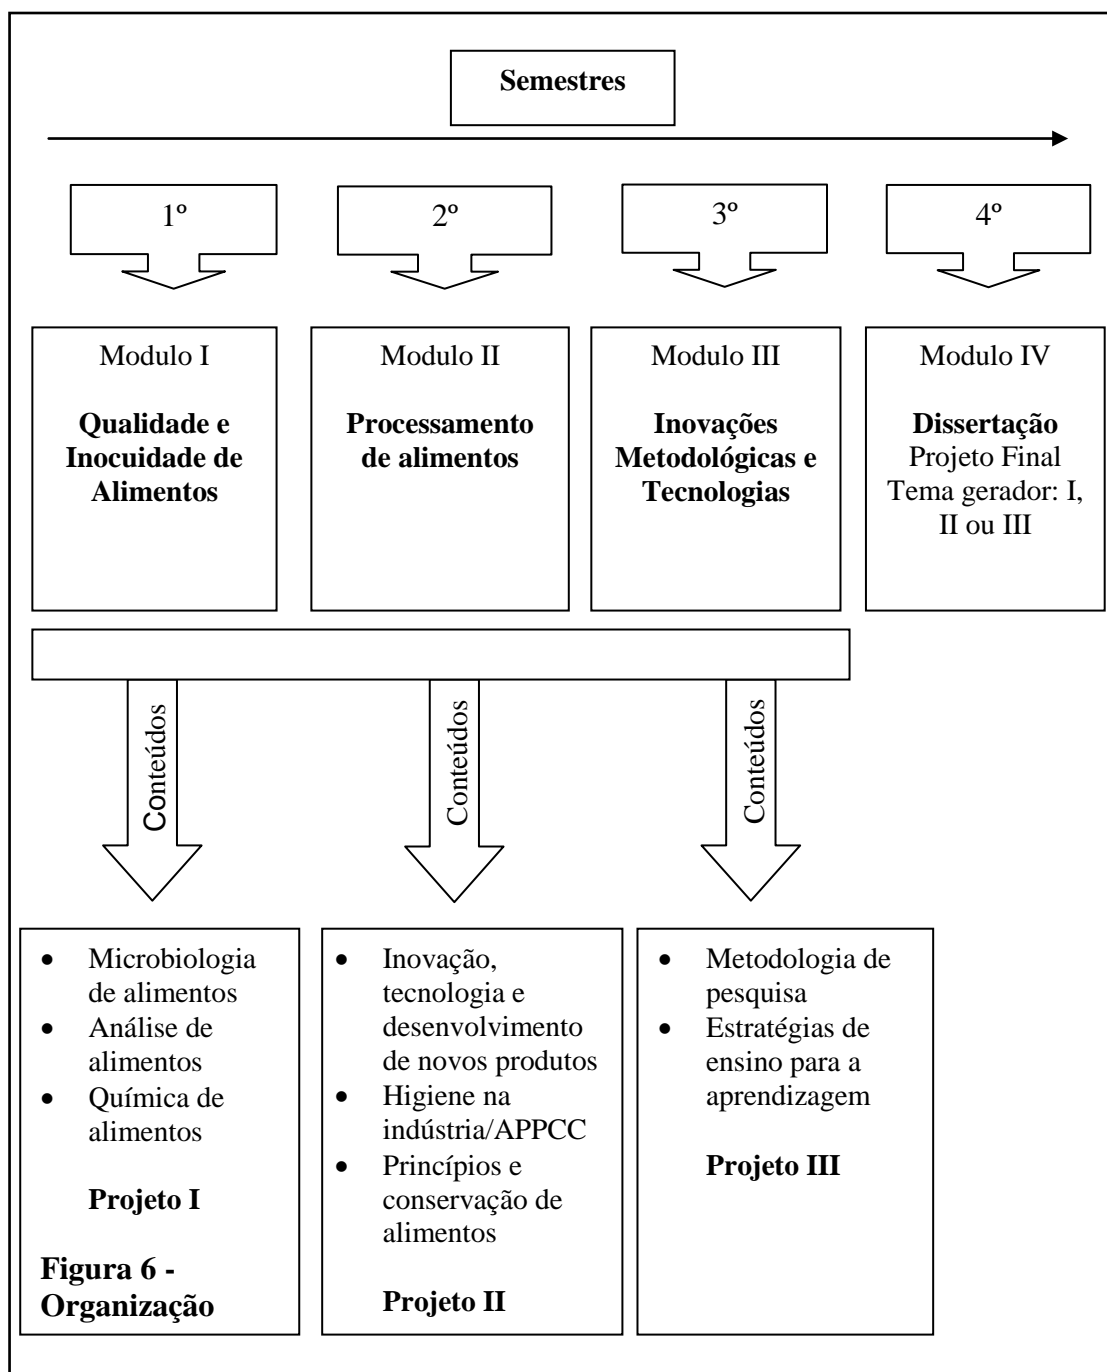 Semestres
1º
2º
3º
4º
Modulo I
Qualidade e
Inocuidade de
Alimentos
Modulo II
Processamento
de alimentos
Modulo III
Inovações
Metodológicas e
Tecnologias
Modulo IV
Dissertação
Projeto Final
Tema gerador: I,
II ou III
Conteúdos
Conteúdos
Conteúdos
• Microbiologia
de alimentos
• Análise de
alimentos
• Química de
alimentos
Projeto I
Figura 6 -
Organização
• Inovação,
tecnologia e
desenvolvimento
de novos produtos
• Higiene na
indústria/APPCC
• Princípios e
conservação de
alimentos
Projeto II
• Metodologia de
pesquisa
• Estratégias de
ensino para a
aprendizagem
Projeto III